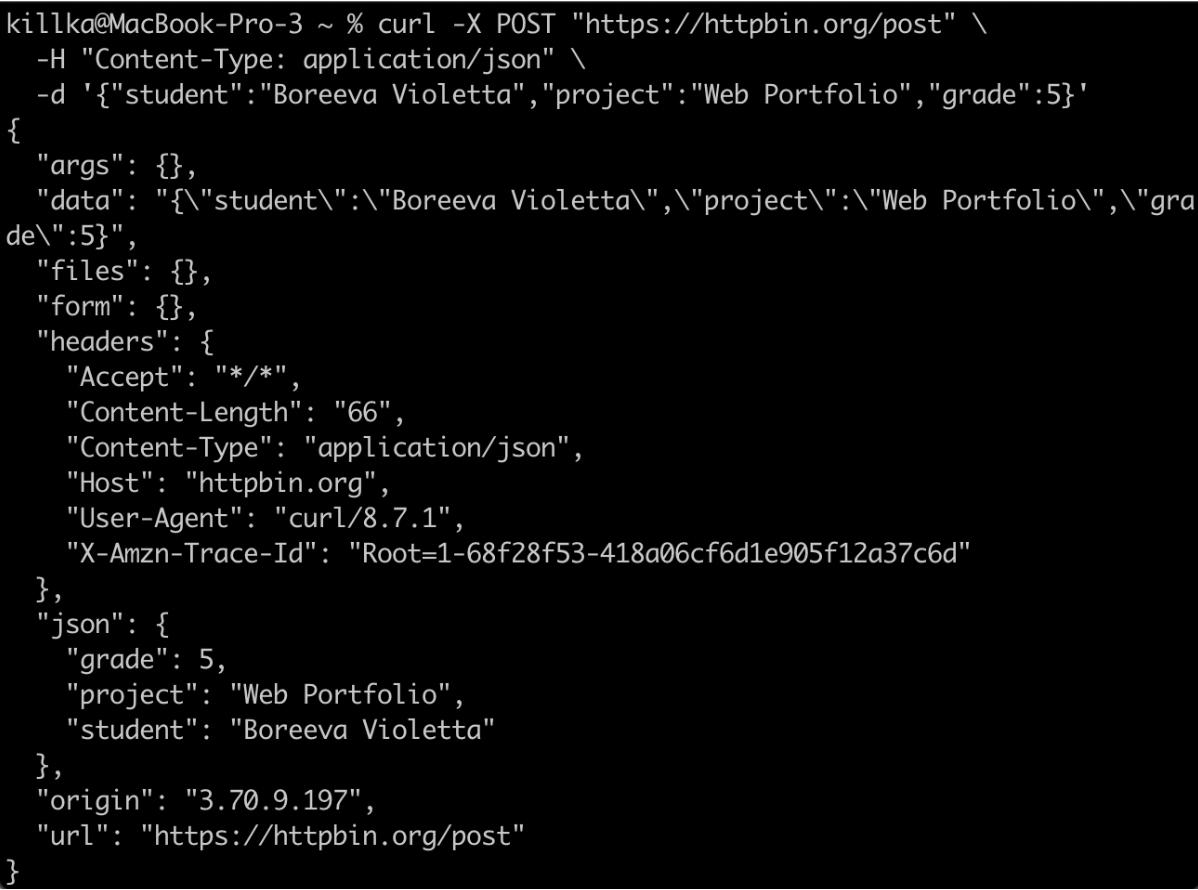 killka@MacBook-Pro-3 ~ % curl -X POST "https://httpbin.org/post" \
  -H "Content-Type: application/json" \
  -d '{"student":"Boreeva Violetta","project":"Web Portfolio","grade":5}'
{
  "args": {},
  "data": "{\"student\":\"Boreeva Violetta\",\"project\":\"Web Portfolio\",\"gra
de\":5}",
  "files": {},
  "form": {},
  "headers": {
    "Accept": "*/*",
    "Content-Length": "66",
    "Content-Type": "application/json",
    "Host": "httpbin.org",
    "User-Agent": "curl/8.7.1",
    "X-Amzn-Trace-Id": "Root=1-68f28f53-418a06cf6d1e905f12a37c6d"
  },
  "json": {
    "grade": 5,
    "project": "Web Portfolio",
    "student": "Boreeva Violetta"
  },
  "origin": "3.70.9.197",
  "url": "https://httpbin.org/post"
}